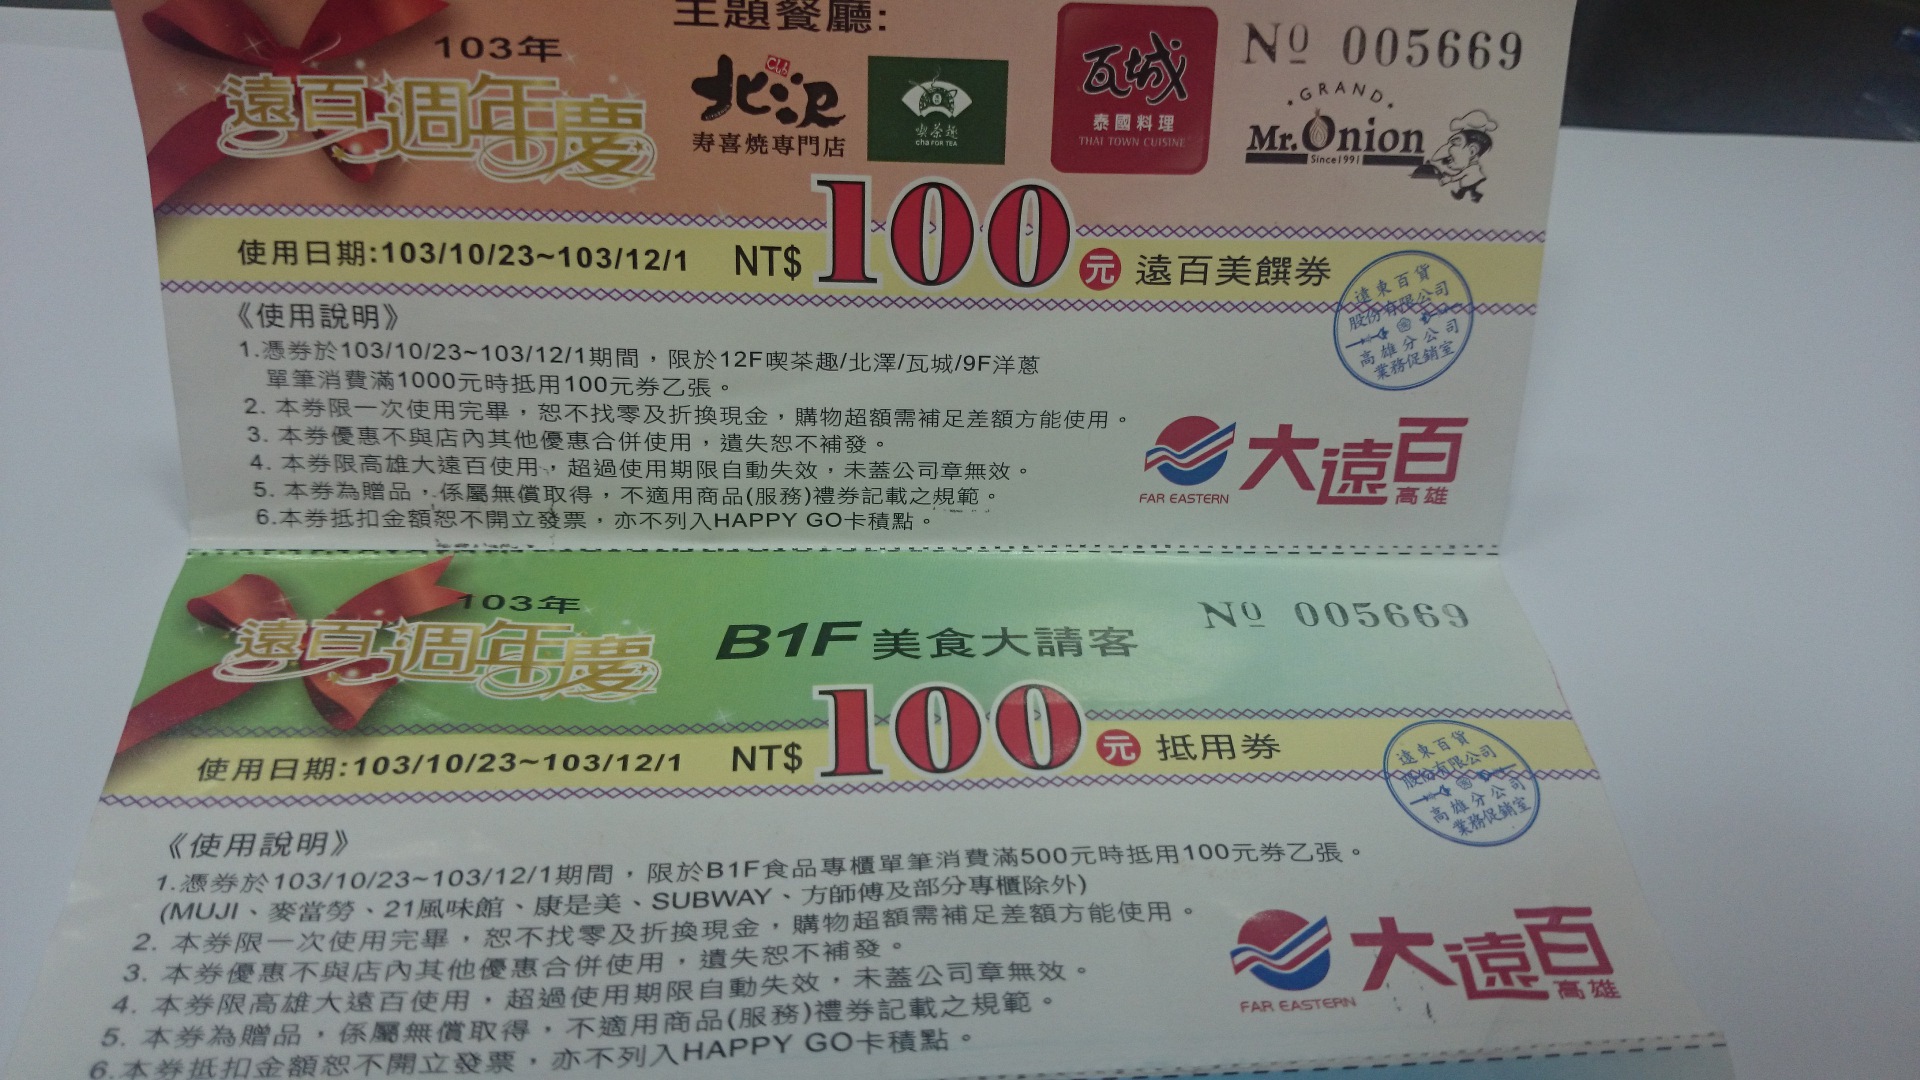 主題餐廳:
103年
遠百週年慶
Club
北澤
寿喜燒専門店
喫茶趣
cha FOR TEA
瓦城
泰國料理
THAI TOWN CUISINE
Nº 005669
GRAND
Mr.Onion
Since1991
使用日期:103/10/23~103/12/1 NT$ 100 元 遠百美饌券
遠東百貨
股份有限公司
高雄分公司
業務促銷室
《使用說明》
1.憑券於103/10/23~103/12/1期間，限於12F喫茶趣/北澤/瓦城/9F洋蔥
單筆消費滿1000元時抵用100元券乙張。
2. 本券限一次使用完畢，恕不找零及折換現金，購物超額需補足差額方能使用。
3. 本券優惠不與店內其他優惠合併使用，遺失恕不補發。
4. 本券限高雄大遠百使用，超過使用期限自動失效，未蓋公司章無效。
5. 本券為贈品，係屬無償取得，不適用商品(服務)禮券記載之規範。
6.本券抵扣金額恕不開立發票，亦不列入HAPPY GO卡積點。
FAR EASTERN
大遠百
高雄
103年
遠百週年慶
B1F 美食大請客
Nº 005669
使用日期:103/10/23~103/12/1 NT$ 100 元 抵用券
遠東百貨
股份有限公司
高雄分公司
業務促銷室
《使用說明》
1.憑券於103/10/23~103/12/1期間，限於B1F食品專櫃單筆消費滿500元時抵用100元券乙張。
(MUJI、麥當勞、21風味館、康是美、SUBWAY、方師傅及部分專櫃除外)
2. 本券限一次使用完畢，恕不找零及折換現金，購物超額需補足差額方能使用。
3. 本券優惠不與店內其他優惠合併使用，遺失恕不補發。
4. 本券限高雄大遠百使用，超過使用期限自動失效，未蓋公司章無效。
5. 本券為贈品，係屬無償取得，不適用商品(服務)禮券記載之規範。
6.本券抵扣金額恕不開立發票，亦不列入HAPPY GO卡積點。
FAR EASTERN
大遠百
高雄